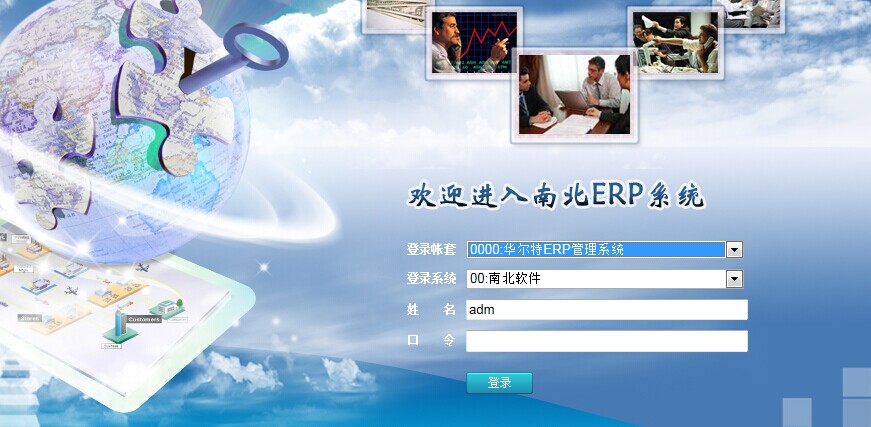 欢迎进入南北ERP系统
登录帐套 0000:华尔特ERP管理系统
登录系统 00:南北软件
姓 名 adm
口 令
登录
Stores
Customers